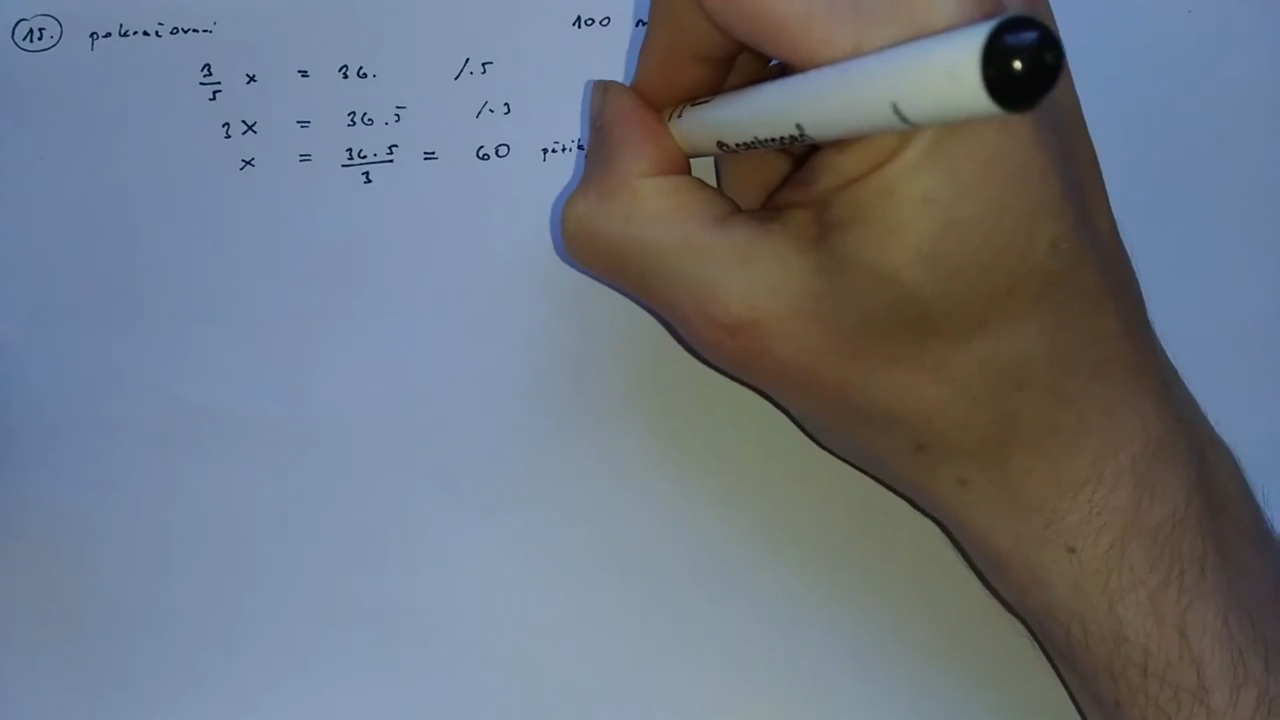 15. pokračování
100
3/5 x = 36. /.5
3x = 36.5 /.3
x = 36.5/3 = 60